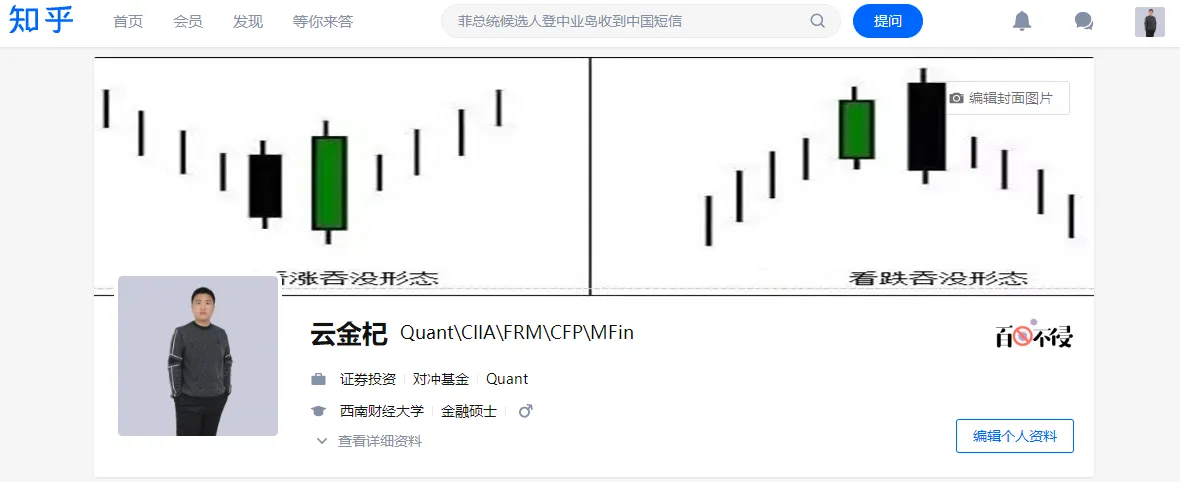 知乎 首页 会员 发现 等你来答 菲总统候选人登中业岛收到中国短信 提问
编辑封面图片
看涨吞没形态 看跌吞没形态
云金杞 Quant\CIIA\FRM\CFP\MFin
百 不侵
证券投资 对冲基金 Quant
西南财经大学 金融硕士
查看详细资料
编辑个人资料